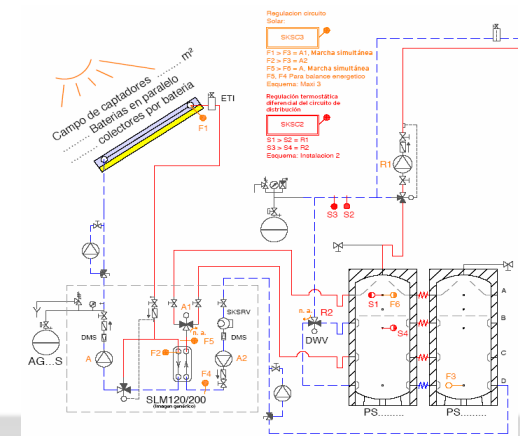 Regulacion circuito
Solar:
SKSC3
F1 > F3 = A1, Marcha simultánea
F2 > F3 = A2
F5 > F6 = A, Marcha simultánea
F5, F4 Para balance energetico
Esquema: Maxi 3
Regulación termostática
diferencial del circuito de
distribución
SKSC2
S1 > S2 = R1
S3 > S4 = R2
Esquema: Instalacion 2
Campo de captadores ........ m²
........ Baterías en paralelo
........ colectores por batería
ETI
F1
R1
S3 S2
n. a. R2
DWV
A1
n. a.
SKSRV
DMS
F5
F2
V A
DMS
A
A2
F4
AG...S
SLM120/200
(Imagen genérico)
S1 F6
S4
F3
A
B
C
D
PS.........
PS.........